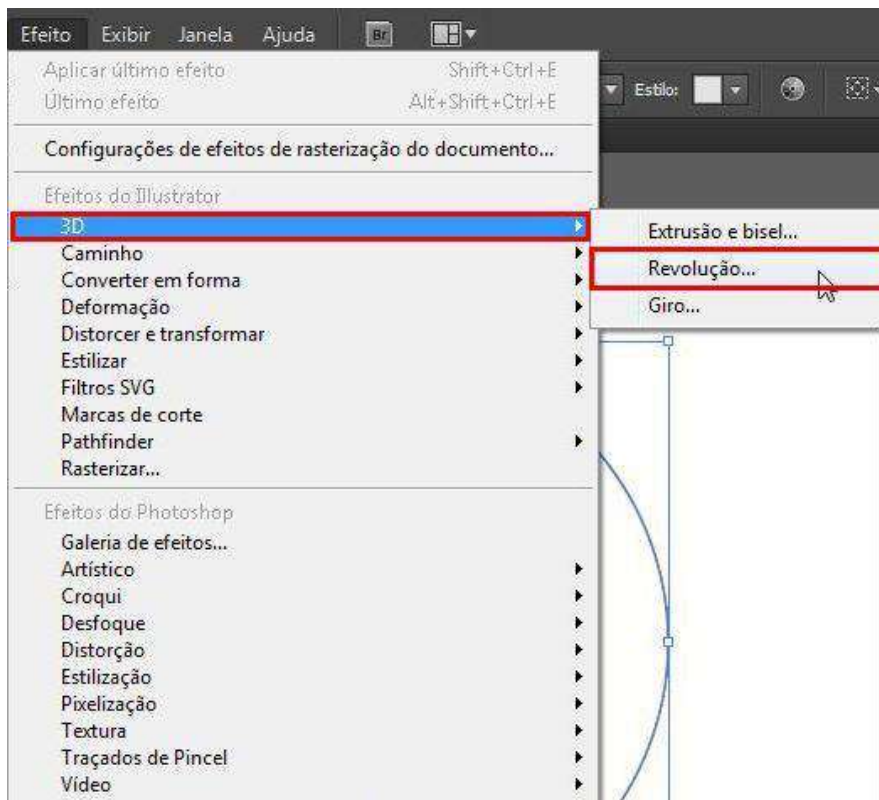 Efeito Exibir Janela Ajuda Br
Aplicar último efeito Shift+Ctrl+E
Último efeito Alt+Shift+Ctrl+E
Estilo:
Configurações de efeitos de rasterização do documento...
Efeitos do Illustrator
3D
Extrusão e bisel...
Revolução...
Giro...
Caminho
Converter em forma
Deformação
Distorcer e transformar
Estilizar
Filtros SVG
Marcas de corte
Pathfinder
Rasterizar...
Efeitos do Photoshop
Galeria de efeitos...
Artístico
Croqui
Desfoque
Distorção
Estilização
Pixelização
Textura
Traçados de Pincel
Vídeo